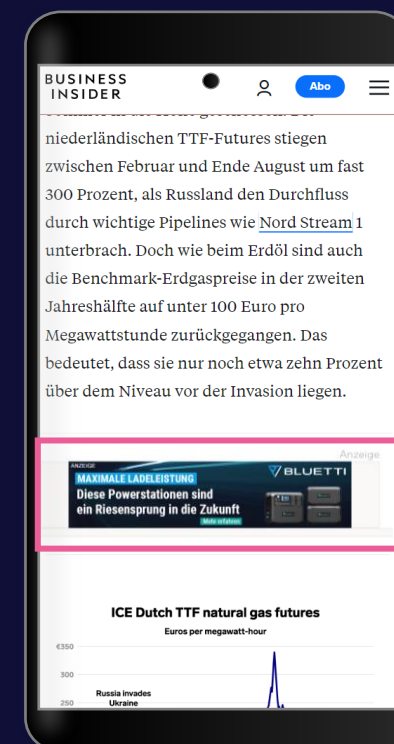 BUSINESS
INSIDER
Abo
niederländischen TTF-Futures stiegen
zwischen Februar und Ende August um fast
300 Prozent, als Russland den Durchfluss
durch wichtige Pipelines wie Nord Stream 1
unterbrach. Doch wie beim Erdöl sind auch
die Benchmark-Erdgaspreise in der zweiten
Jahreshälfte auf unter 100 Euro pro
Megawattstunde zurückgegangen. Das
bedeutet, dass sie nur noch etwa zehn Prozent
über dem Niveau vor der Invasion liegen.
Anzeige
ANZEIGE
MAXIMALE LADELEISTUNG
Diese Powerstationen sind
ein Riesensprung in die Zukunft
Mehr erfahren
BLUETTI
ICE Dutch TTF natural gas futures
Euros per megawatt-hour
€350
300
Russia invades
Ukraine
250